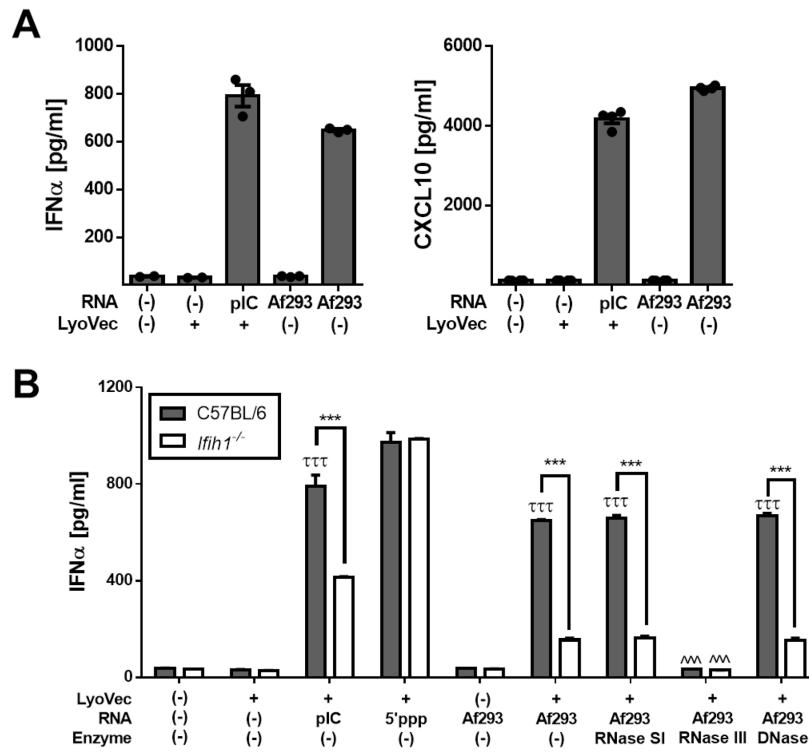 A
1000
800
600
400
200
IFNα [pg/ml]
RNA (-) (-) pIC Af293 Af293
LyoVec (-) + + (-) (-)
6000
4000
2000
0
CXCL10 [pg/ml]
RNA (-) (-) pIC Af293 Af293
LyoVec (-) + + (-) (-)
B
1200
800
400
0
IFNα [pg/ml]
C57BL/6
Ifih1-/-
*** *** *** ***
τττ τττ τττ τττ
^^^ ^^^
LyoVec (-) + + + (-) + + + +
RNA (-) (-) pIC 5'ppp Af293 Af293 Af293 Af293 Af293
Enzyme (-) (-) (-) (-) (-) (-) RNase SI RNase III DNase